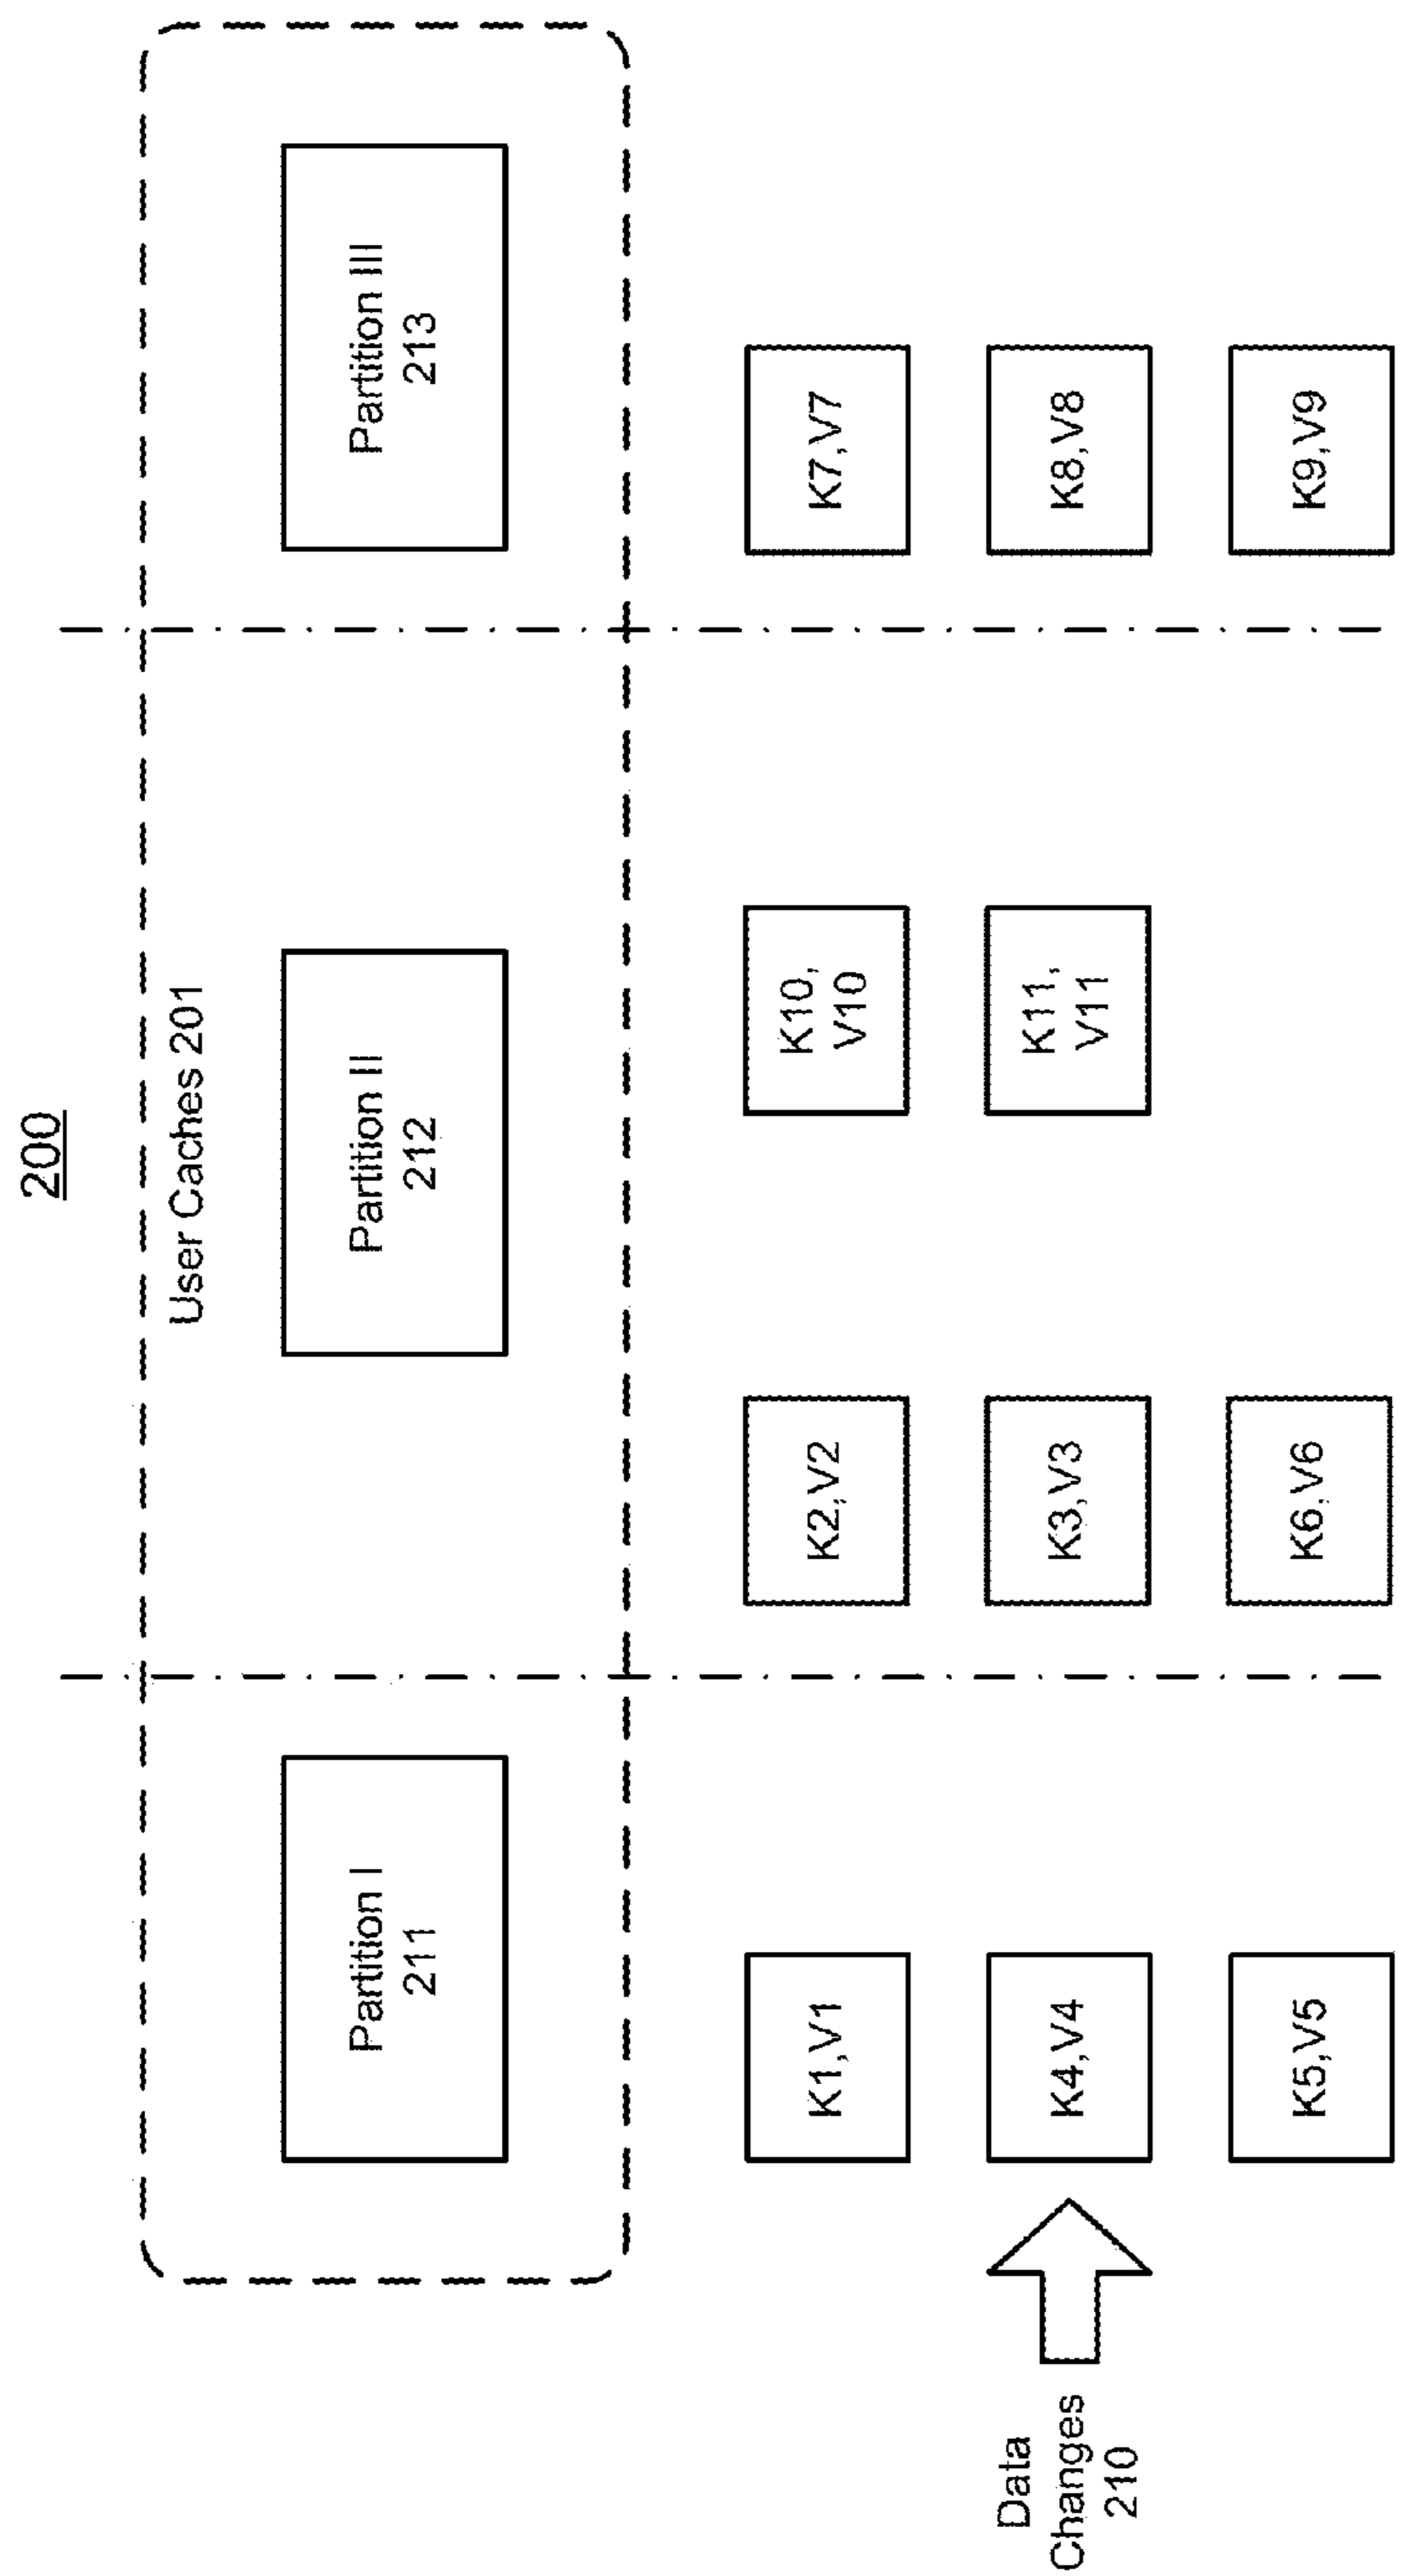 200
User Caches 201
Partition I
211
Partition II
212
Partition III
213
K1,V1
K2,V2
K10,
V10
K7,V7
Data
Changes
210
K4,V4
K3,V3
K11,
V11
K8,V8
K5,V5
K6,V6
K9,V9